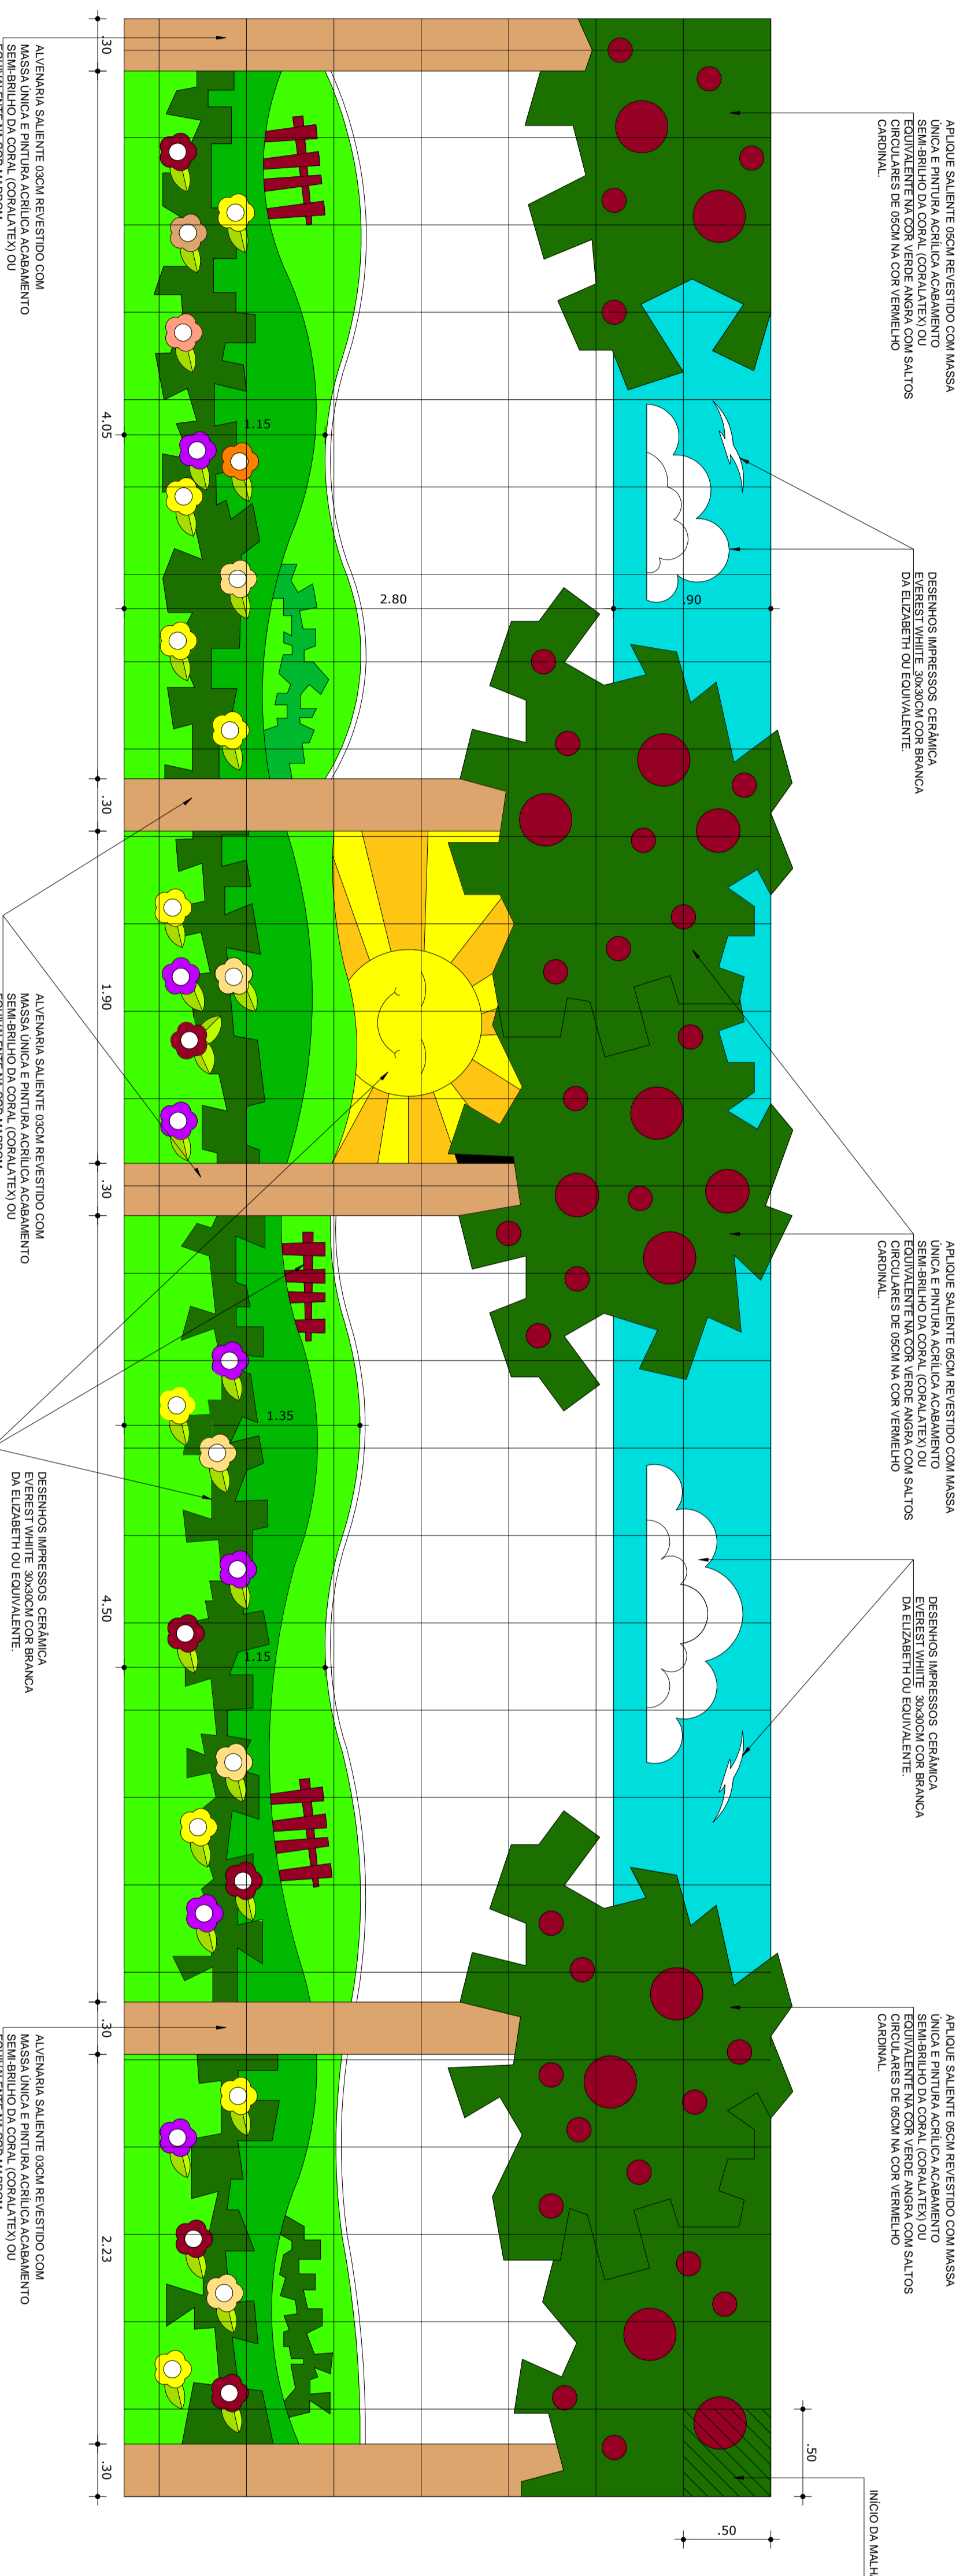 APLIQUE SALIENTE 05CM REVESTIDO COM MASSA
ÚNICA E PINTURA ACRÍLICA ACABAMENTO
SEMI-BRILHO DA CORAL (CORALATEX) OU
EQUIVALENTE NA COR VERDE ANGRA COM SALTOS
CIRCULARES DE 05CM NA COR VERMELHO
CARDINAL.
DESENHOS IMPRESSOS CERÂMICA
EVEREST WHIITE 30x30CM COR BRANCA
DA ELIZABETH OU EQUIVALENTE.
APLIQUE SALIENTE 05CM REVESTIDO COM MASSA
ÚNICA E PINTURA ACRÍLICA ACABAMENTO
SEMI-BRILHO DA CORAL (CORALATEX) OU
EQUIVALENTE NA COR VERDE ANGRA COM SALTOS
CIRCULARES DE 05CM NA COR VERMELHO
CARDINAL.
DESENHOS IMPRESSOS CERÂMICA
EVEREST WHIITE 30x30CM COR BRANCA
DA ELIZABETH OU EQUIVALENTE.
APLIQUE SALIENTE 05CM REVESTIDO COM MASSA
ÚNICA E PINTURA ACRÍLICA ACABAMENTO
SEMI-BRILHO DA CORAL (CORALATEX) OU
EQUIVALENTE NA COR VERDE ANGRA COM SALTOS
CIRCULARES DE 05CM NA COR VERMELHO
CARDINAL.
INÍCIO DA MALH
.50
.50
.90
2.80
1.15
1.35
1.15
.30
4.05
.30
1.90
.30
4.50
.30
2.23
.30
ALVENARIA SALIENTE 03CM REVESTIDO COM
MASSA ÚNICA E PINTURA ACRÍLICA ACABAMENTO
SEMI-BRILHO DA CORAL (CORALATEX) OU
ALVENARIA SALIENTE 03CM REVESTIDO COM
MASSA ÚNICA E PINTURA ACRÍLICA ACABAMENTO
SEMI-BRILHO DA CORAL (CORALATEX) OU
DESENHOS IMPRESSOS CERÂMICA
EVEREST WHIITE 30x30CM COR BRANCA
DA ELIZABETH OU EQUIVALENTE.
ALVENARIA SALIENTE 03CM REVESTIDO COM
MASSA ÚNICA E PINTURA ACRÍLICA ACABAMENTO
SEMI-BRILHO DA CORAL (CORALATEX) OU